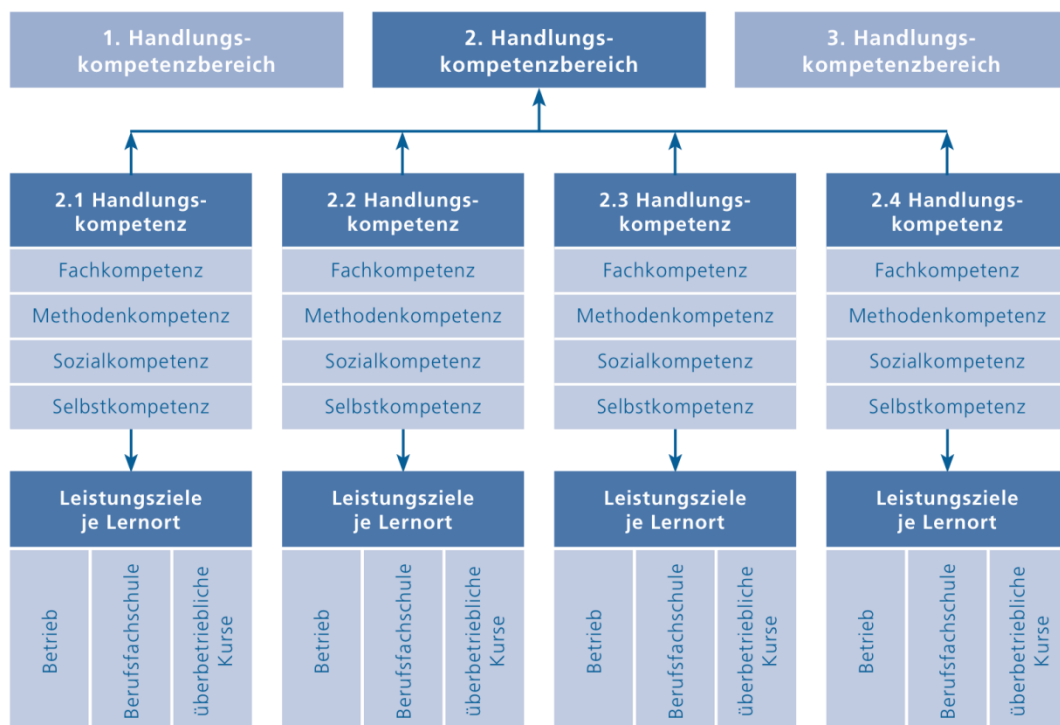 1. Handlungs-
kompetenzbereich
2. Handlungs-
kompetenzbereich
3. Handlungs-
kompetenzbereich
2.1 Handlungs-
kompetenz
Fachkompetenz
Methodenkompetenz
Sozialkompetenz
Selbstkompetenz
Leistungsziele
je Lernort
Betrieb
Berufsfachschule
überbetriebliche
Kurse
2.2 Handlungs-
kompetenz
Fachkompetenz
Methodenkompetenz
Sozialkompetenz
Selbstkompetenz
Leistungsziele
je Lernort
Betrieb
Berufsfachschule
überbetriebliche
Kurse
2.3 Handlungs-
kompetenz
Fachkompetenz
Methodenkompetenz
Sozialkompetenz
Selbstkompetenz
Leistungsziele
je Lernort
Betrieb
Berufsfachschule
überbetriebliche
Kurse
2.4 Handlungs-
kompetenz
Fachkompetenz
Methodenkompetenz
Sozialkompetenz
Selbstkompetenz
Leistungsziele
je Lernort
Betrieb
Berufsfachschule
überbetriebliche
Kurse